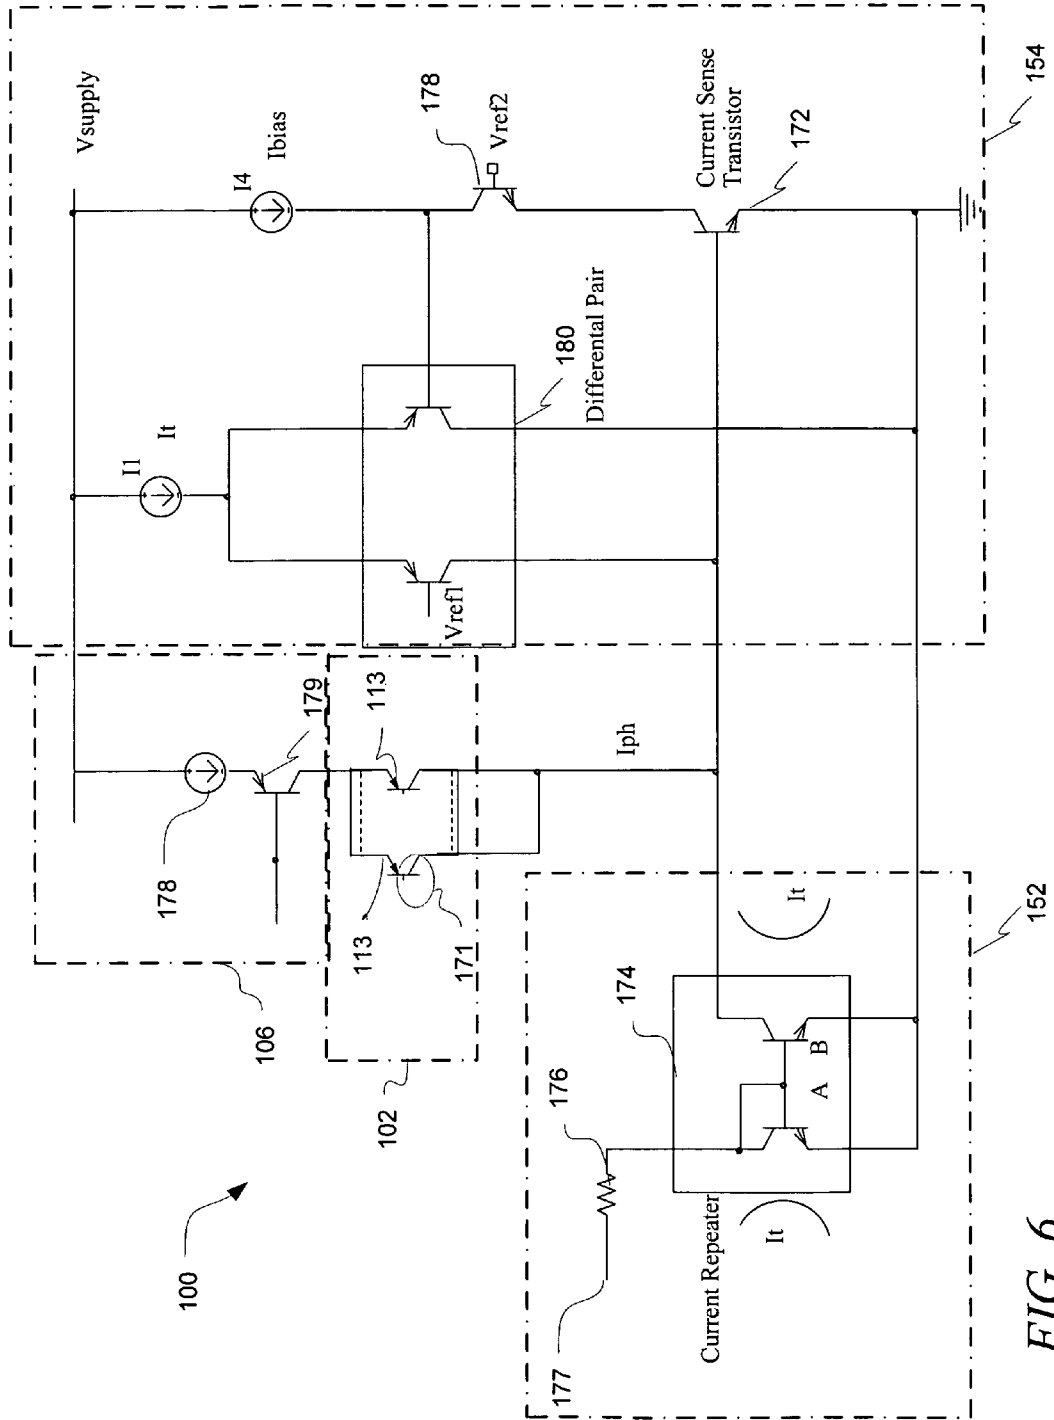 Vsupply
I4
Ibias
I1
It
178
Vref2
Current Sense
Transistor
172
154
180
Differental Pair
Vref1
179
178
106
113
113
171
102
Iph
100
174
176
177
Current Repeater
A
B
It
It
152
FIG. 6